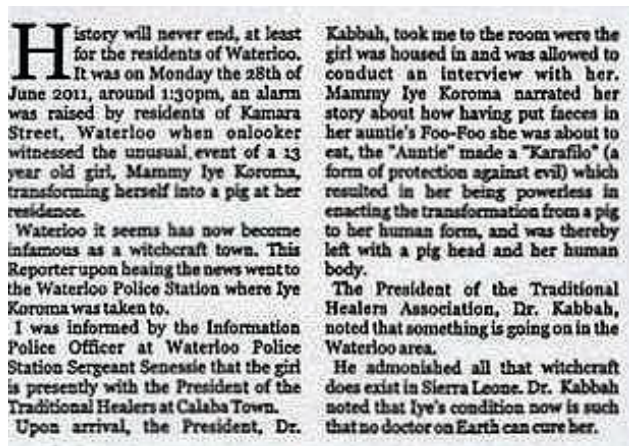 History will never end, at least
for the residents of Waterloo.
It was on Monday the 28th of
June 2011, around 11:30pm, an alarm
was raised by residents of Kamara
Street, Waterloo when onlooker
witnessed the unusual event of a 13
year old girl, Mammy Iye Koroma,
transforming herself into a pig at her
residence.
Waterloo it seems has now become
infamous as a witchcraft town. This
Reporter upon heaing the news went to
the Waterloo Police Station where Iye
Koroma was taken to.
I was informed by the Information
Police Officer at Waterloo Police
Station Sergeant Senessie that the girl
is presently with the President of the
Traditional Healers at Calaba Town.
Upon arrival, the President, Dr.
Kabbah, took me to the room were the
girl was housed in and was allowed to
conduct an interview with her.
Mammy Iye Koroma narrated her
story about how having put faeces in
her auntie's Foo-Foo she was about to
eat, the "Auntie" made a "Karafilo" (a
form of protection against evil) which
resulted in her being powerless in
enacting the transformation from a pig
to her human form, and was thereby
left with a pig head and her human
body.
The President of the Traditional
Healers Association, Dr. Kabbah,
noted that something is going on in the
Waterloo area.
He admonished all that witchcraft
does exist in Sierra Leone. Dr. Kabbah
noted that Iye's condition now is such
that no doctor on Earth can cure her.